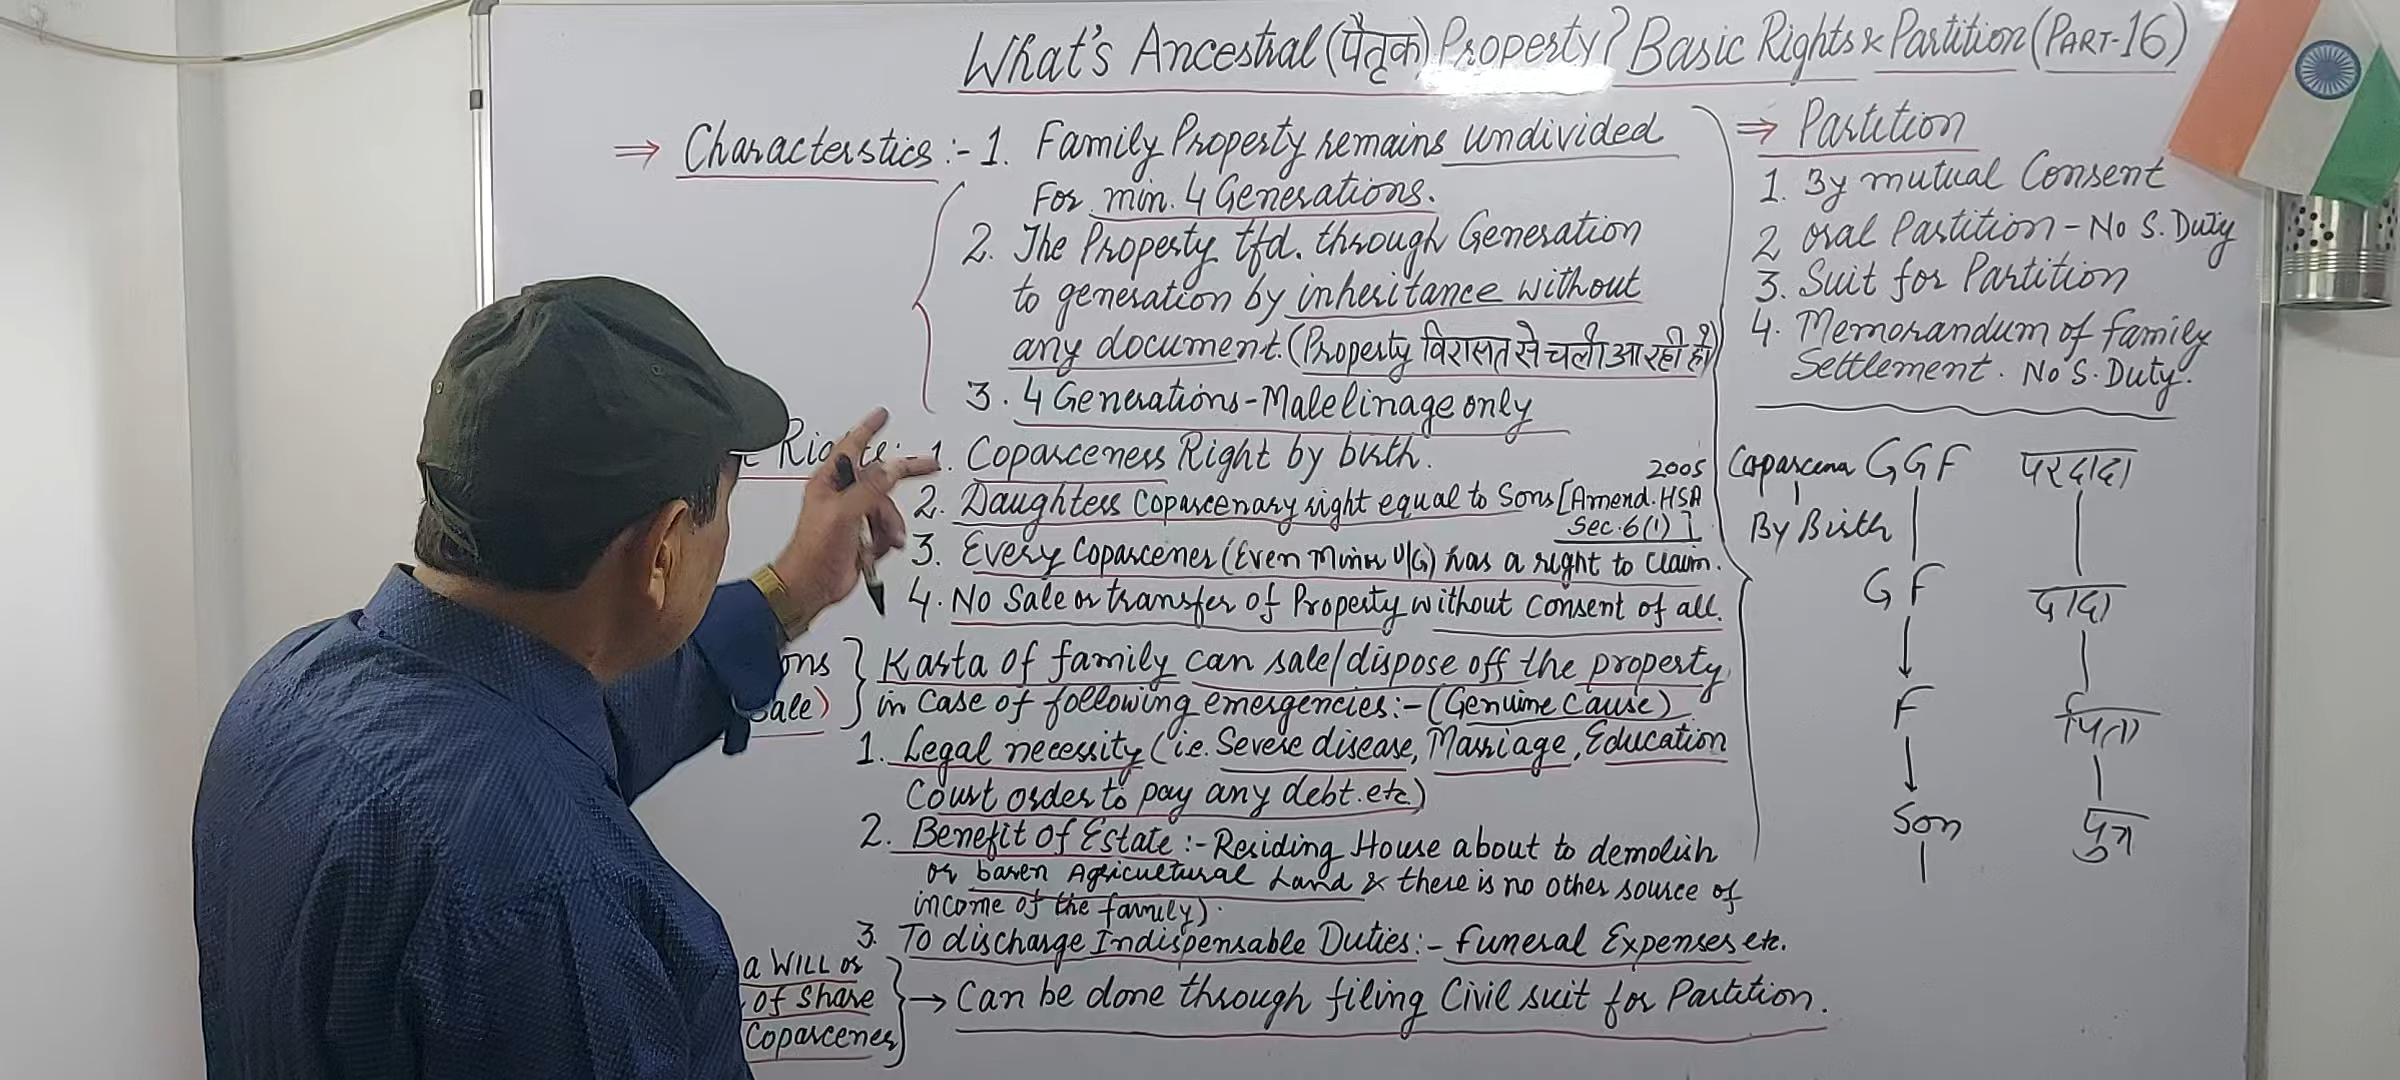 What's Ancestral (पैतृक) Property? Basic Rights & Partition (PART-16)
⇒ Characterstics :- 1. Family Property remains undivided
For min. 4 Generations.
2. The Property tfd. through Generation
to generation by inheritance without
any document. (Property विरासत से चली आ रही हो)
3. 4 Generations - Male linage only
1. Coparceners Right by birth.
2. Daughters Coparcenary right equal to Sons [Amend. HSA 2005
Sec. 6(1)]
3. Every Coparcener (Even Minor U/G) has a right to claim.
4. No Sale or transfer of Property without consent of all.
ons } Karta of family can sale/dispose off the property
Sale) in case of following emergencies:- (Genuine cause)
1. Legal necessity (i.e. Severe disease, Marriage, Education
Court order to pay any debt. etc.)
2. Benefit of Estate :- Residing House about to demolish
or baren Agricultural Land & there is no other source of
income of the family).
3. To discharge Indispensable Duties:- Funeral Expenses etc.
a WILL or
of Share } → Can be done through filing Civil suit for Partition.
Coparcener
⇒ Partition
1. By mutual Consent
2 oral Partition - No S. Duty
3. Suit for Partition
4. Memorandum of family
Settlement. No S. Duty.
Coparcena GGF परदादा
By Birth
GF दादा
F पिता
Son पुत्र